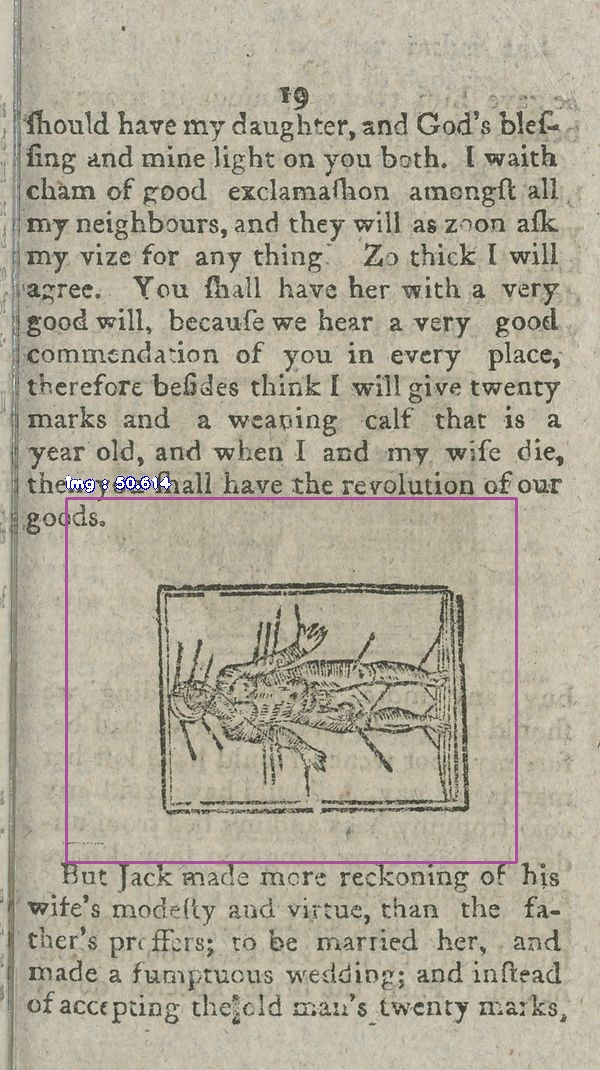 19
ſhould have my daughter, and God's bleſ-
ſing and mine light on you both. I waith
cham of good exclamaſhon amongſt all
my neighbours, and they will as zoon aſk
my vize for any thing Zo thick I will
agree. You ſhall have her with a very
good will, becauſe we hear a very good
commendation of you in every place,
therefore beſides think I will give twenty
marks and a weaning calf that is a
year old, and when I and my wife die,
then you ſhall have the revolution of our
goods.
img : 50.614
But Jack made more reckoning of his
wife's modeſty and virtue, than the fa-
ther's proffers; to be married her, and
made a ſumptuous wedding; and inſtead
of accepting the old man's twenty marks,